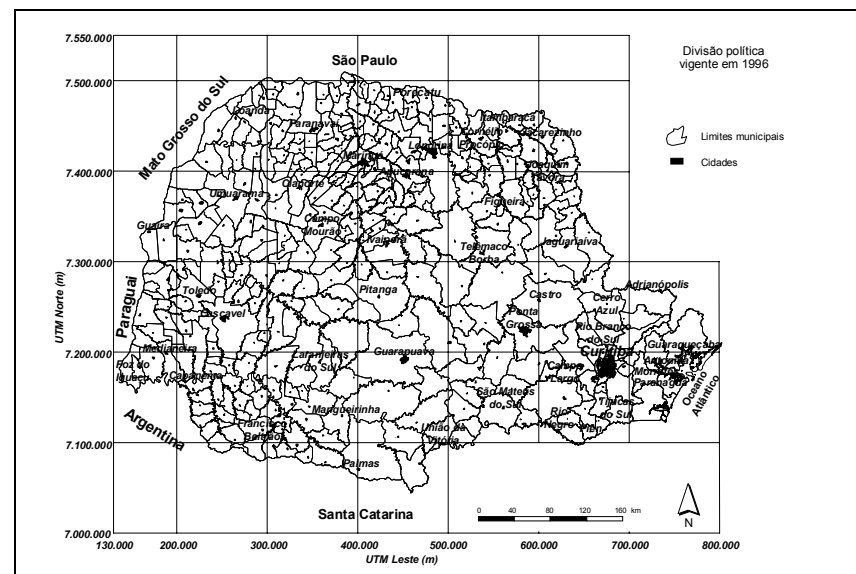 7.550.000
São Paulo
Divisão política
vigente em 1996
7.500.000
Mato Grosso do Sul
Porecatu
Loanda
Paranavaí
Itambaracá
Cornélio
Procópio
Jacarezinho
Limites municipais
Londrina
Maringá
Cidades
7.400.000
Apucarana
Joaquim
Távora
Cianorte
Umuarama
Figueira
Guaíra
Campo
Mourão
Ivaiporã
Telêmaco
Borba
Jaguariaíva
7.300.000
UTM Norte (m)
Paraguai
Toledo
Pitanga
Castro
Adrianópolis
Cerro
Azul
Cascavel
Ponta
Grossa
Rio Branco
do Sul
7.200.000
Medianeira
Laranjeiras
do Sul
Guarapuava
Curitiba
Guaraqueçaba
Foz do
Iguaçu
Capanema
Campo
Largo
Antonina
Morretes
Paranaguá
Oceano
Atlântico
Argentina
Mangueirinha
São Mateus
do Sul
Tijucas
do Sul
Francisco
Beltrão
União da
Vitória
Rio
Negro
Piên
7.100.000
Palmas
Santa Catarina
0 40 80 120 160 km
N
7.000.000
130.000 200.000 300.000 400.000 500.000 600.000 700.000 800.000
UTM Leste (m)